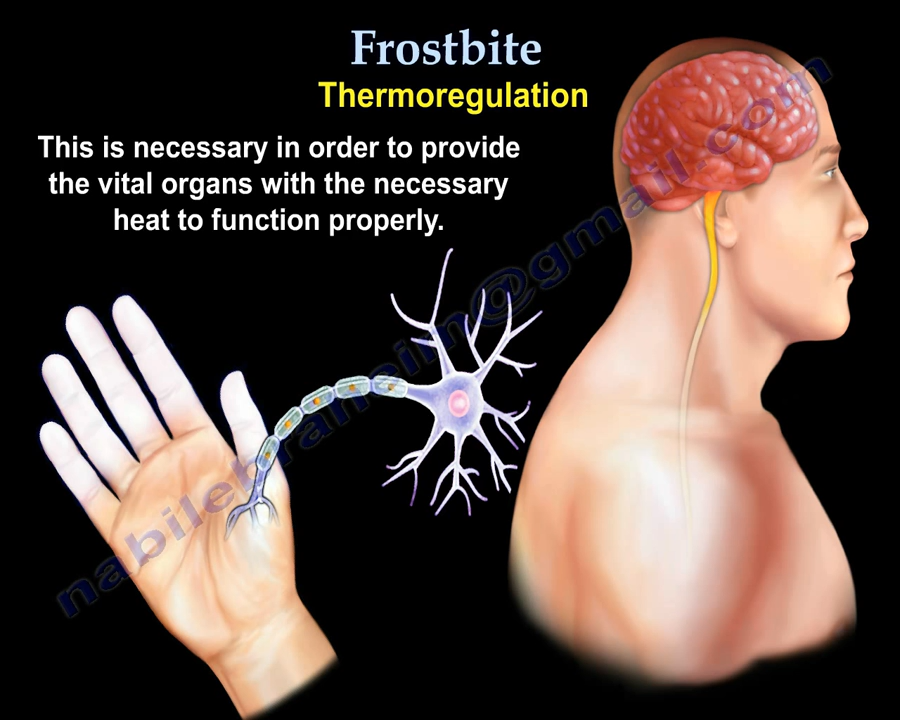 Frostbite
Thermoregulation
This is necessary in order to provide
the vital organs with the necessary
heat to function properly.
nabilebraheim@gmail.com